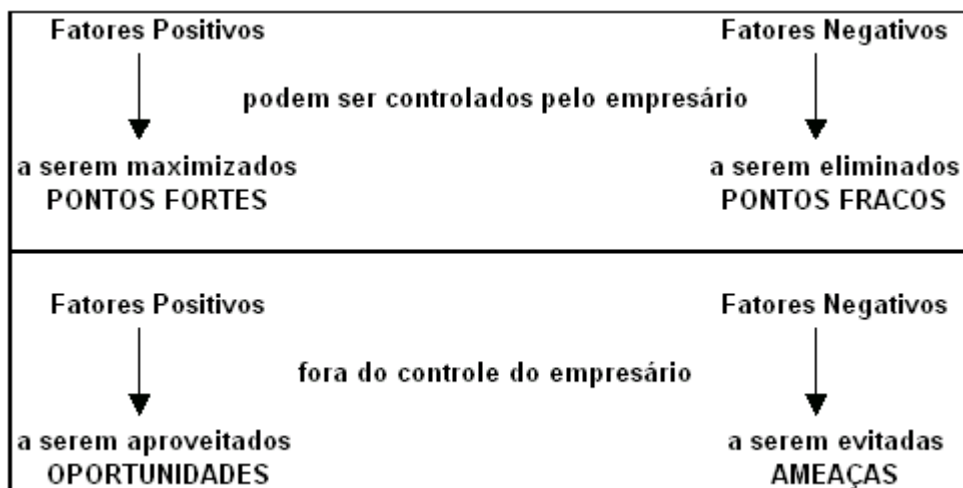 Fatores Positivos
Fatores Negativos
podem ser controlados pelo empresário
a serem maximizados
PONTOS FORTES
a serem eliminados
PONTOS FRACOS
Fatores Positivos
Fatores Negativos
fora do controle do empresário
a serem aproveitados
OPORTUNIDADES
a serem evitadas
AMEAÇAS